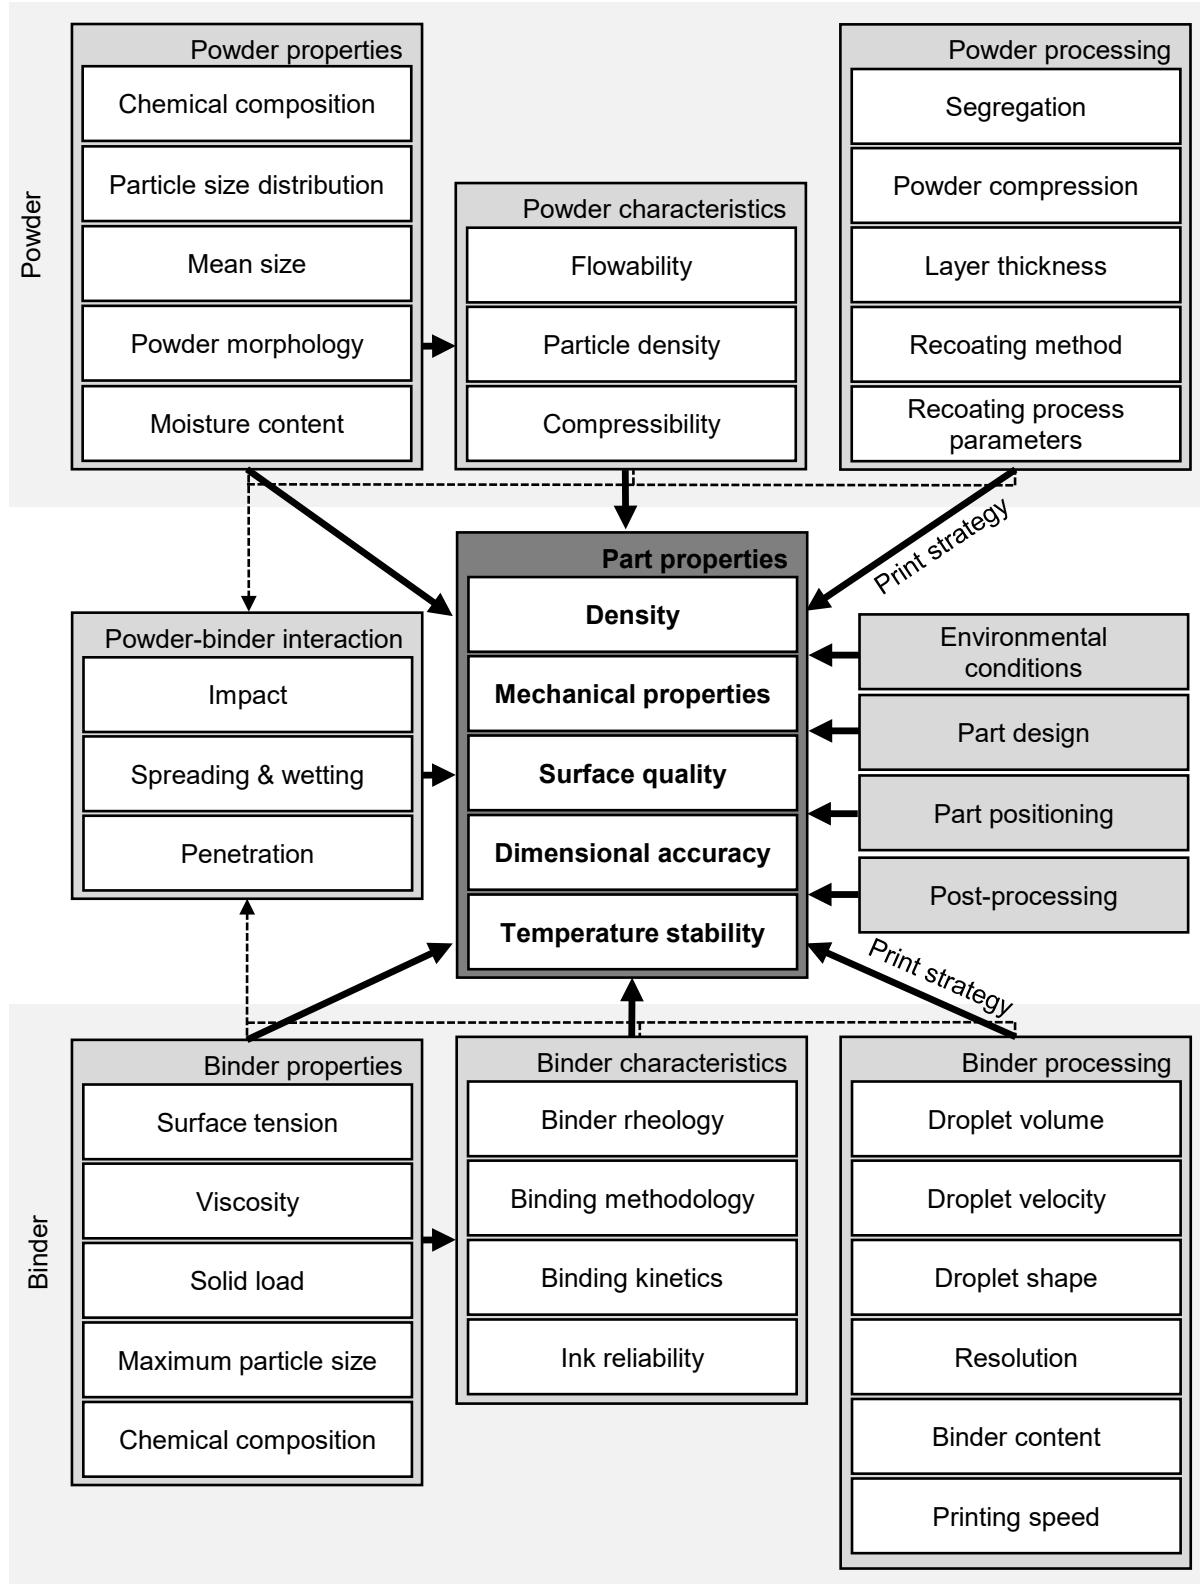 Powder
Powder properties
Chemical composition
Particle size distribution
Mean size
Powder morphology
Moisture content
Powder characteristics
Flowability
Particle density
Compressibility
Powder processing
Segregation
Powder compression
Layer thickness
Recoating method
Recoating process
parameters
Print strategy
Powder-binder interaction
Impact
Spreading & wetting
Penetration
Part properties
Density
Mechanical properties
Surface quality
Dimensional accuracy
Temperature stability
Environmental
conditions
Part design
Part positioning
Post-processing
Print strategy
Binder
Binder properties
Surface tension
Viscosity
Solid load
Maximum particle size
Chemical composition
Binder characteristics
Binder rheology
Binding methodology
Binding kinetics
Ink reliability
Binder processing
Droplet volume
Droplet velocity
Droplet shape
Resolution
Binder content
Printing speed